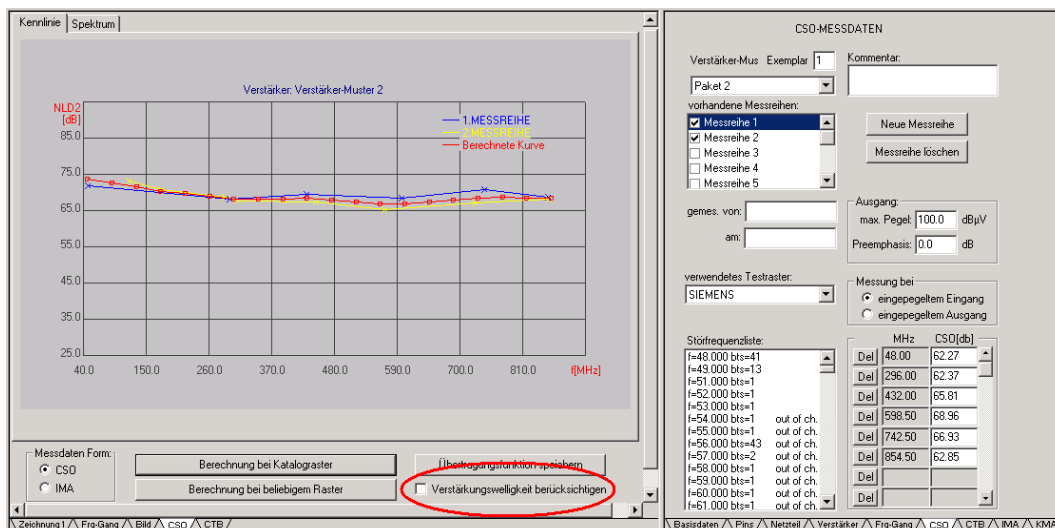 Kennlinie Spektrum
Verstärker: Verstärker-Muster 2
NLD2
[dB]
85.0
75.0
65.0
55.0
45.0
35.0
25.0
40.0 150.0 260.0 370.0 480.0 590.0 700.0 810.0 f[MHz]
1.MESSREIHE
2.MESSREIHE
Berechnete Kurve
Messdaten Form:
CSO
IMA
Berechnung bei Katalograster
Berechnung bei beliebigem Raster
Übertragungsfunktion speichern
Verstärkungswelligkeit berücksichtigen
Zeichnung1 Frq-Gang Bild CSO CTB
CSO-MESSDATEN
Verstärker-Mus Exemplar 1
Kommentar:
Paket 2
vorhandene Messreihen:
Messreihe 1
Messreihe 2
Messreihe 3
Messreihe 4
Messreihe 5
Neue Messreihe
Messreihe löschen
gemes. von:
am:
Ausgang:
max. Pegel: 100.0 dBµV
Preemphasis: 0.0 dB
verwendetes Testraster:
SIEMENS
Messung bei
eingepegeltem Eingang
eingepegeltem Ausgang
Störfrequenzliste:
f=48.000 bts=41
f=49.000 bts=13
f=51.000 bts=1
f=52.000 bts=1
f=53.000 bts=1
f=54.000 bts=1 out of ch.
f=55.000 bts=1 out of ch.
f=56.000 bts=43 out of ch.
f=57.000 bts=2 out of ch.
f=58.000 bts=1 out of ch.
f=59.000 bts=1 out of ch.
f=60.000 bts=1 out of ch.
f=61.000 bts=1 out of ch.
MHz CSO[db]
Del 48.00 62.27
Del 296.00 62.37
Del 432.00 65.81
Del 598.50 68.96
Del 742.50 66.93
Del 854.50 62.85
Del
Del
Basisdaten Pins Netzteil Verstärker Frq-Gang CSO CTB IMA KMA